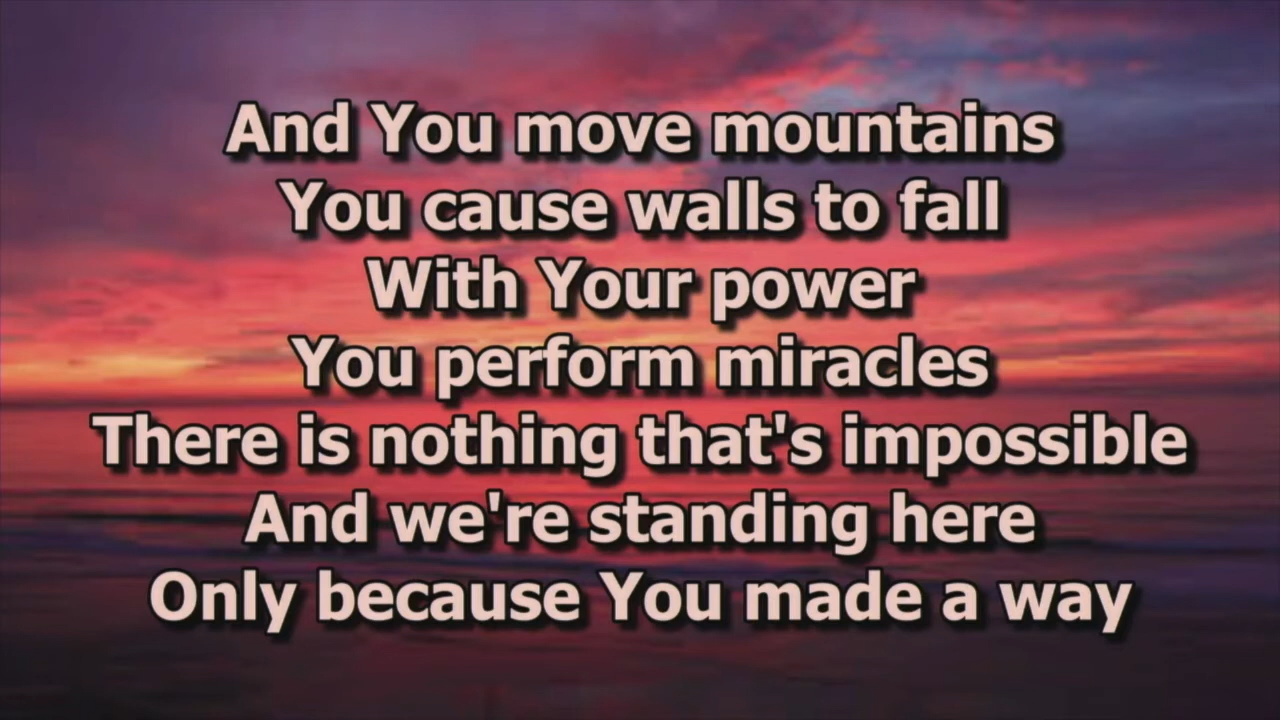 And You move mountains
You cause walls to fall
With Your power
You perform miracles
There is nothing that's impossible
And we're standing here
Only because You made a way